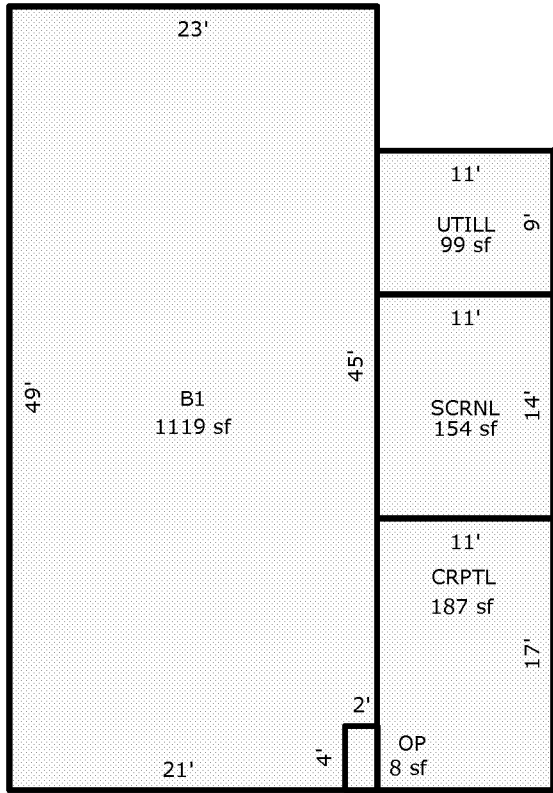 23'
11'
UTILL
99 sf
9'
11'
49'
45'
B1
1119 sf
SCRNL
154 sf
14'
11'
CRPTL
187 sf
17'
2'
4'
OP
8 sf
21'